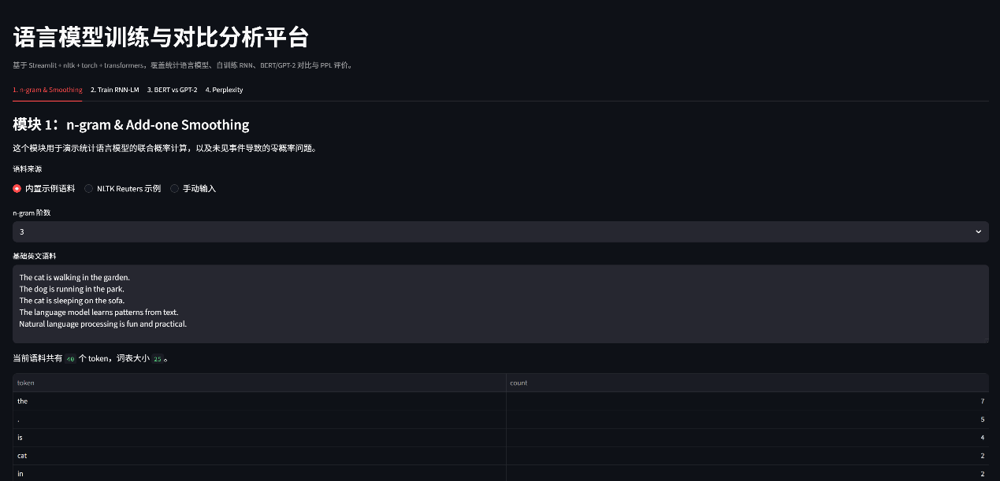 语言模型训练与对比分析平台
基于 Streamlit + nltk + torch + transformers，覆盖统计语言模型、自训练 RNN、BERT/GPT-2 对比与 PPL 评价。
1. n-gram & Smoothing 2. Train RNN-LM 3. BERT vs GPT-2 4. Perplexity
模块 1：n-gram & Add-one Smoothing
这个模块用于演示统计语言模型的联合概率计算，以及未见事件导致的零概率问题。
语料来源
内置示例语料 NLTK Reuters 示例 手动输入
n-gram 阶数
3
基础英文语料
The cat is walking in the garden.
The dog is running in the park.
The cat is sleeping on the sofa.
The language model learns patterns from text.
Natural language processing is fun and practical.
当前语料共有 40 个 token，词表大小 25 。
token count
the 7
. 5
is 4
cat 2
in 2